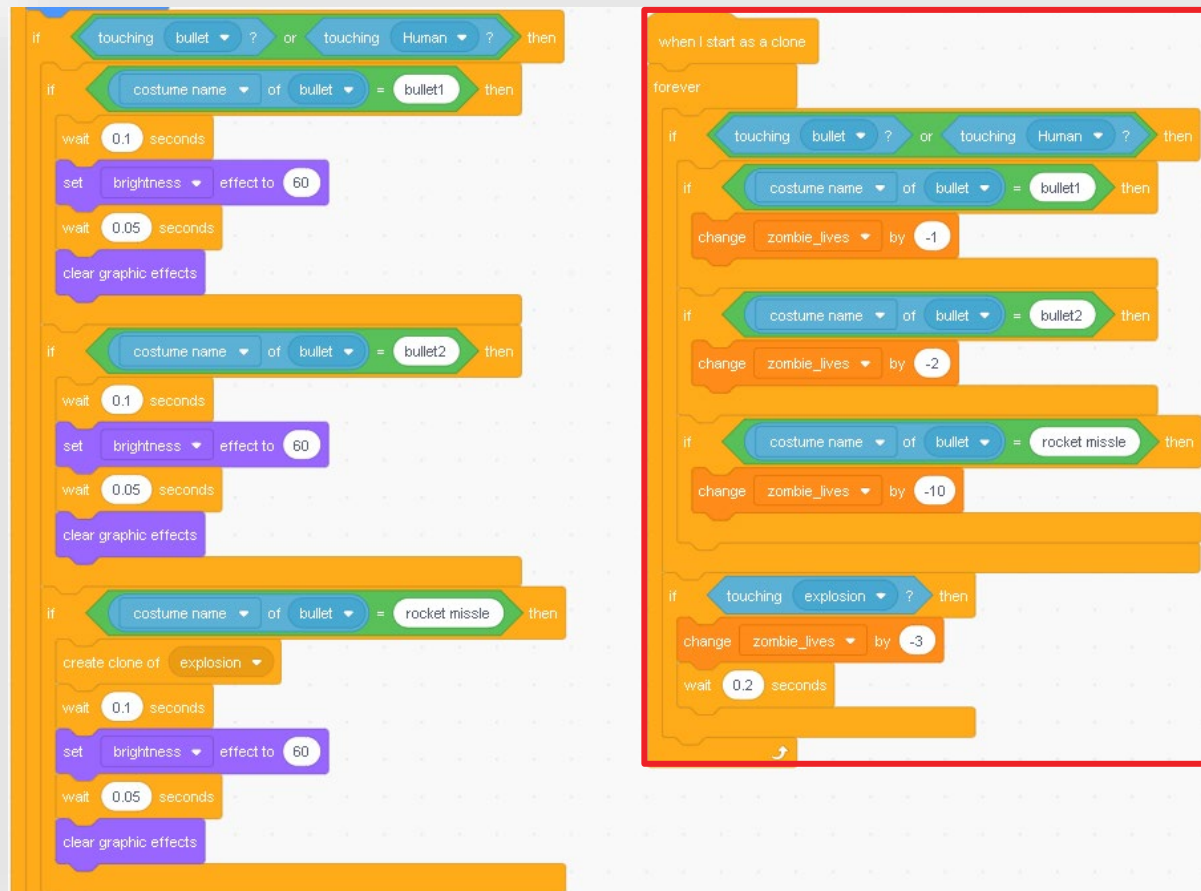 if touching bullet ? or touching Human ? then
if costume name of bullet = bullet1 then
wait 0.1 seconds
set brightness effect to 60
wait 0.05 seconds
clear graphic effects
if costume name of bullet = bullet2 then
wait 0.1 seconds
set brightness effect to 60
wait 0.05 seconds
clear graphic effects
if costume name of bullet = rocket missle then
create clone of explosion
wait 0.1 seconds
set brightness effect to 60
wait 0.05 seconds
clear graphic effects
when I start as a clone
forever
if touching bullet ? or touching Human ? then
if costume name of bullet = bullet1 then
change zombie_lives by -1
if costume name of bullet = bullet2 then
change zombie_lives by -2
if costume name of bullet = rocket missle then
change zombie_lives by -10
if touching explosion ? then
change zombie_lives by -3
wait 0.2 seconds